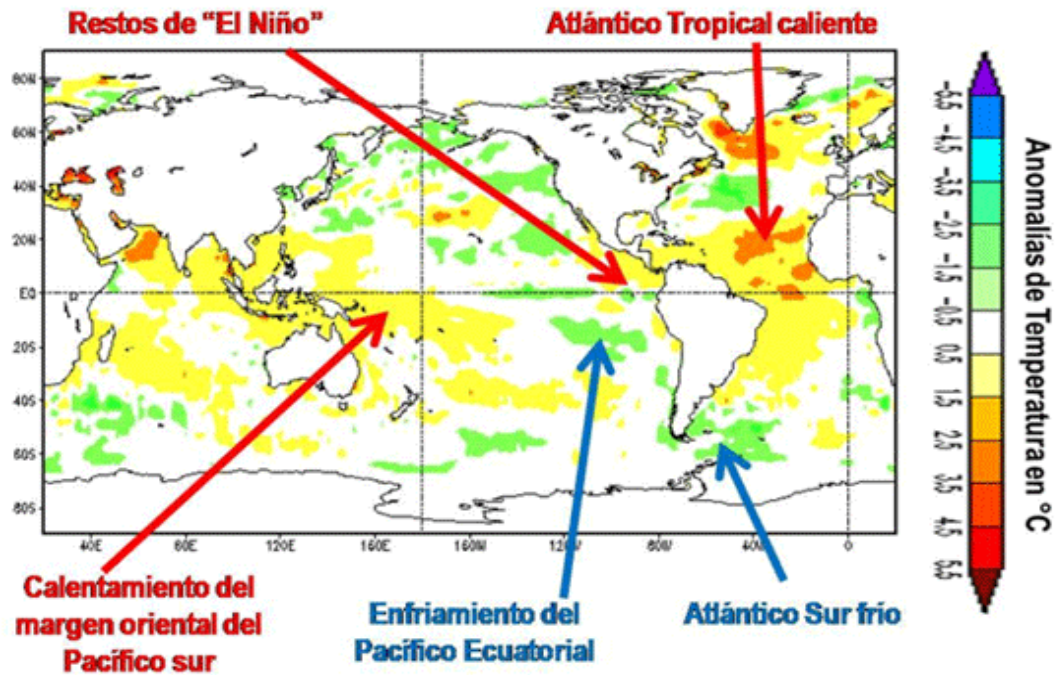 Restos de “El Niño”
Atlántico Tropical caliente
80N
60N
40N
20N
EQ
20S
40S
60S
80S
40E
80E
120E
160E
160W
120W
80W
40W
0
-5.5
-4.5
-3.5
-2.5
-1.5
-0.5
0.5
1.5
2.5
3.5
4.5
5.5
Anomalías de Temperatura en °C
Calentamiento del
margen oriental del
Pacífico sur
Enfriamiento del
Pacífico Ecuatorial
Atlántico Sur frio